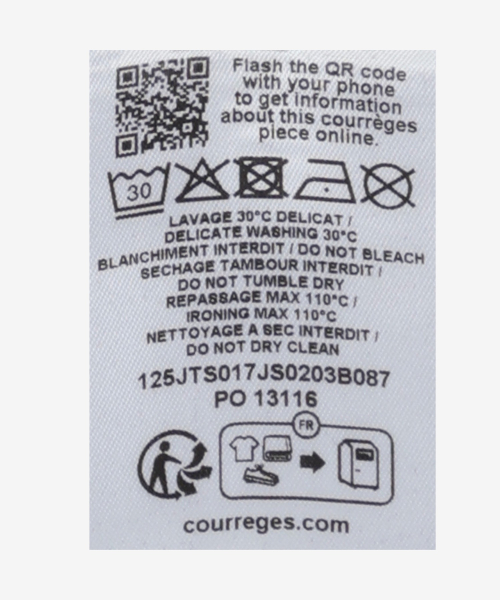 Flash the QR code
with your phone
to get information
about this courrèges
piece online.
30
LAVAGE 30°C DELICAT /
DELICATE WASHING 30°C
BLANCHIMENT INTERDIT / DO NOT BLEACH
SECHAGE TAMBOUR INTERDIT /
DO NOT TUMBLE DRY
REPASSAGE MAX 110°C /
IRONING MAX 110°C
NETTOYAGE A SEC INTERDIT /
DO NOT DRY CLEAN
125JTS017JS0203B087
PO 13116
FR
courreges.com